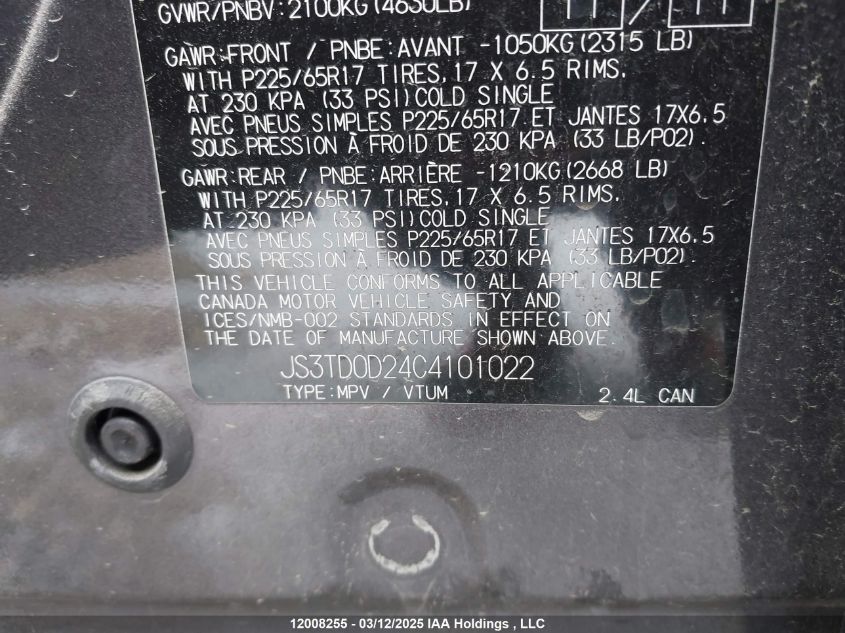 GVWR/PNBV:2100KG(4630LB) 11/11
GAWR:FRONT / PNBE:AVANT -1050KG(2315 LB)
WITH P225/65R17 TIRES,17 X 6.5 RIMS.
AT 230 KPA (33 PSI)COLD SINGLE
AVEC PNEUS SIMPLES P225/65R17 ET JANTES 17X6.5
SOUS PRESSION À FROID DE 230 KPA (33 LB/PO2).
GAWR:REAR / PNBE:ARRIÈRE -1210KG(2668 LB)
WITH P225/65R17 TIRES,17 X 6.5 RIMS.
AT 230 KPA (33 PSI)COLD SINGLE
AVEC PNEUS SIMPLES P225/65R17 ET JANTES 17X6.5
SOUS PRESSION À FROID DE 230 KPA (33 LB/PO2).
THIS VEHICLE CONFORMS TO ALL APPLICABLE
CANADA MOTOR VEHICLE SAFETY AND
ICES/NMB-002 STANDARDS IN EFFECT ON
THE DATE OF MANUFACTURE SHOWN ABOVE.
JS3TD0D24C4101022
TYPE:MPV / VTUM 2.4L CAN
12008255 - 03/12/2025 IAA Holdings , LLC